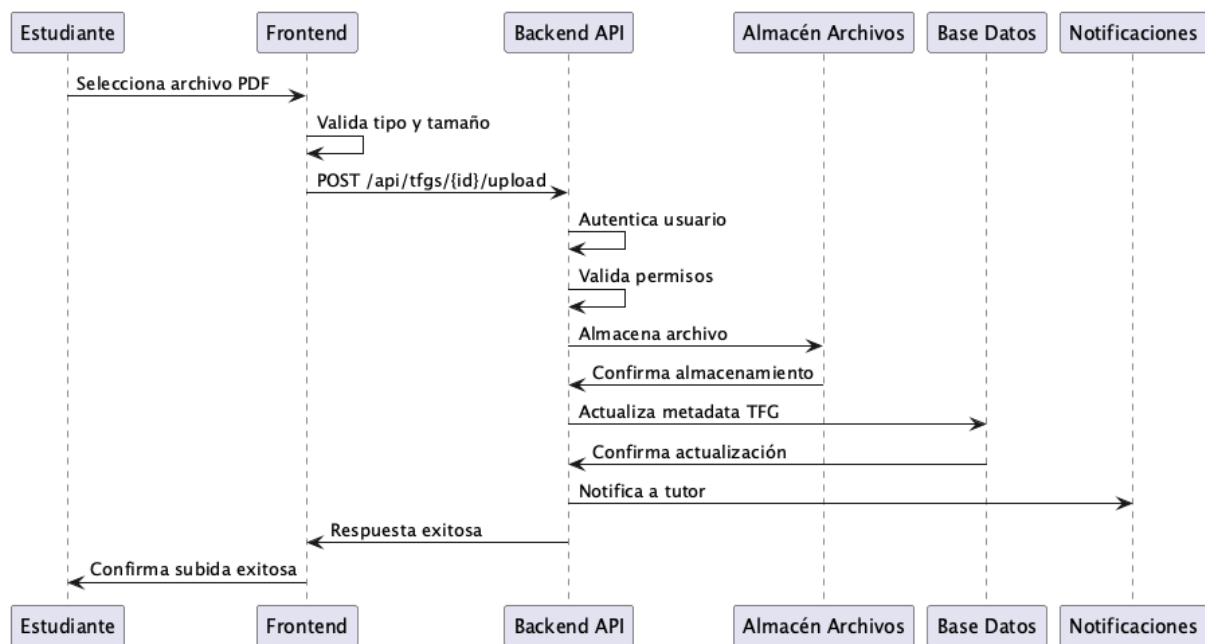 Estudiante Frontend Backend API Almacén Archivos Base Datos Notificaciones
Selecciona archivo PDF
Valida tipo y tamaño
POST /api/tfgs/{id}/upload
Autentica usuario
Valida permisos
Almacena archivo
Confirma almacenamiento
Actualiza metadata TFG
Confirma actualización
Notifica a tutor
Respuesta exitosa
Confirma subida exitosa
Estudiante Frontend Backend API Almacén Archivos Base Datos Notificaciones